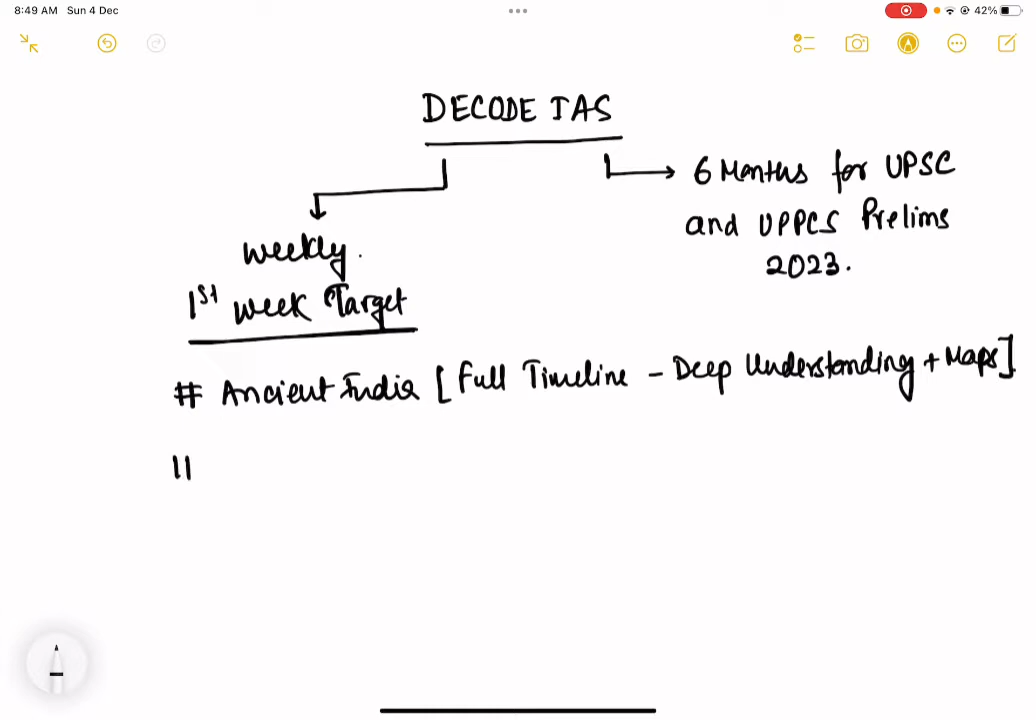 8:49 AM Sun 4 Dec
42%
DECODE IAS
6 Months for UPSC
and UPPCS Prelims
2023.
Weekly.
1st week Target
# Ancient India [Full Timeline - Deep Understanding + Maps]